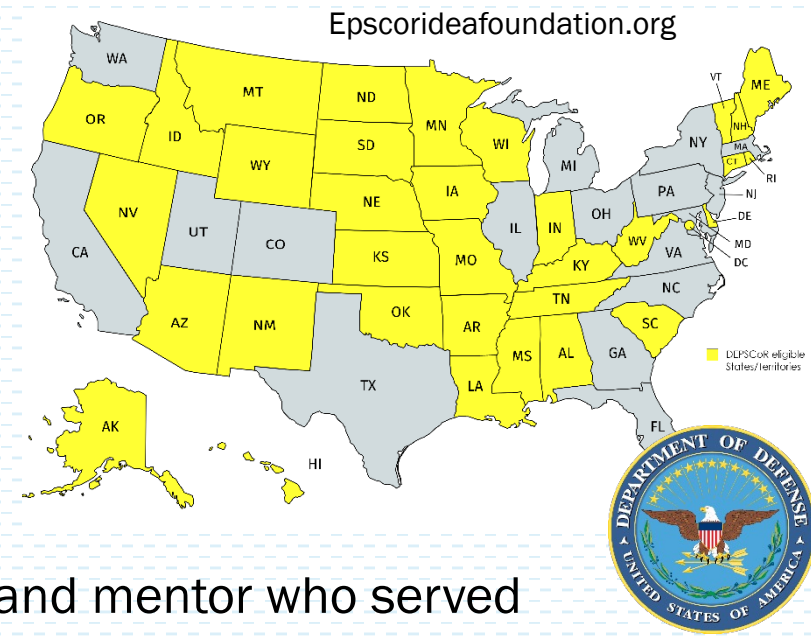 Epscorideafoundation.org
WA
MT
ND
OR
ID
MN
SD
WI
WY
MI
VT
ME
NH
NY
MA
CT
RI
NV
NE
IA
PA
NJ
UT
CO
IL
IN
OH
DE
CA
KS
MO
WV
VA
MD
KY
DC
AZ
NM
OK
TN
NC
AR
SC
MS
AL
GA
DEPSCoR eligible
States/territories
TX
LA
AK
HI
FL
DEPARTMENT OF DEFENSE
UNITED STATES OF AMERICA
and mentor who served